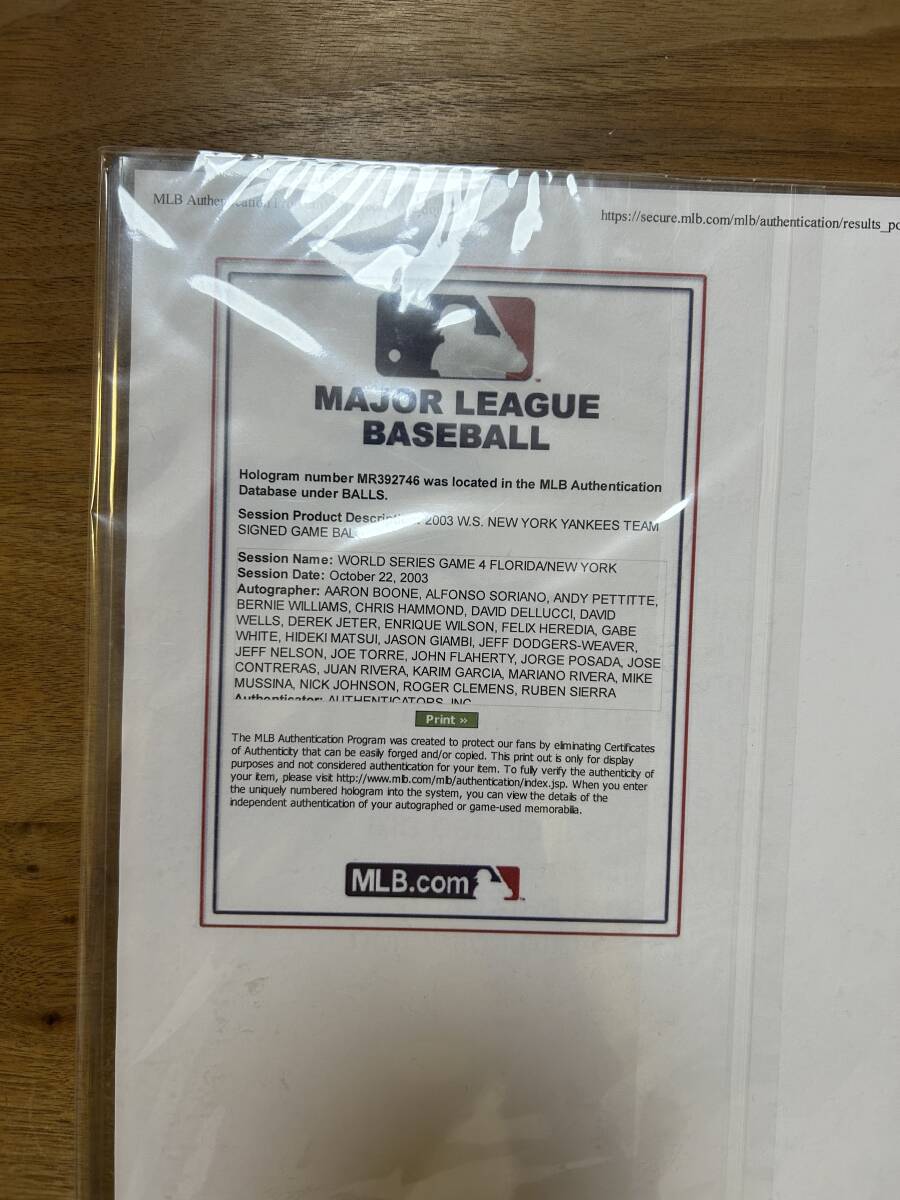 MLB Authentication
https://secure.mlb.com/mlb/authentication/results_po
MAJOR LEAGUE
BASEBALL
Hologram number MR392746 was located in the MLB Authentication
Database under BALLS.
Session Product Description: 2003 W.S. NEW YORK YANKEES TEAM
SIGNED GAME BALL
Session Name: WORLD SERIES GAME 4 FLORIDA/NEW YORK
Session Date: October 22, 2003
Autographer: AARON BOONE, ALFONSO SORIANO, ANDY PETTITTE,
BERNIE WILLIAMS, CHRIS HAMMOND, DAVID DELLUCCI, DAVID
WELLS, DEREK JETER, ENRIQUE WILSON, FELIX HEREDIA, GABE
WHITE, HIDEKI MATSUI, JASON GIAMBI, JEFF DODGERS-WEAVER,
JEFF NELSON, JOE TORRE, JOHN FLAHERTY, JORGE POSADA, JOSE
CONTRERAS, JUAN RIVERA, KARIM GARCIA, MARIANO RIVERA, MIKE
MUSSINA, NICK JOHNSON, ROGER CLEMENS, RUBEN SIERRA
Authenticator: AUTHENTICATORS, INC
Print »
The MLB Authentication Program was created to protect our fans by eliminating Certificates
of Authenticity that can be easily forged and/or copied. This print out is only for display
purposes and not considered authentication for your item. To fully verify the authenticity of
your item, please visit http://www.mlb.com/mlb/authentication/index.jsp. When you enter
the uniquely numbered hologram into the system, you can view the details of the
independent authentication of your autographed or game-used memorabilia.
MLB.com